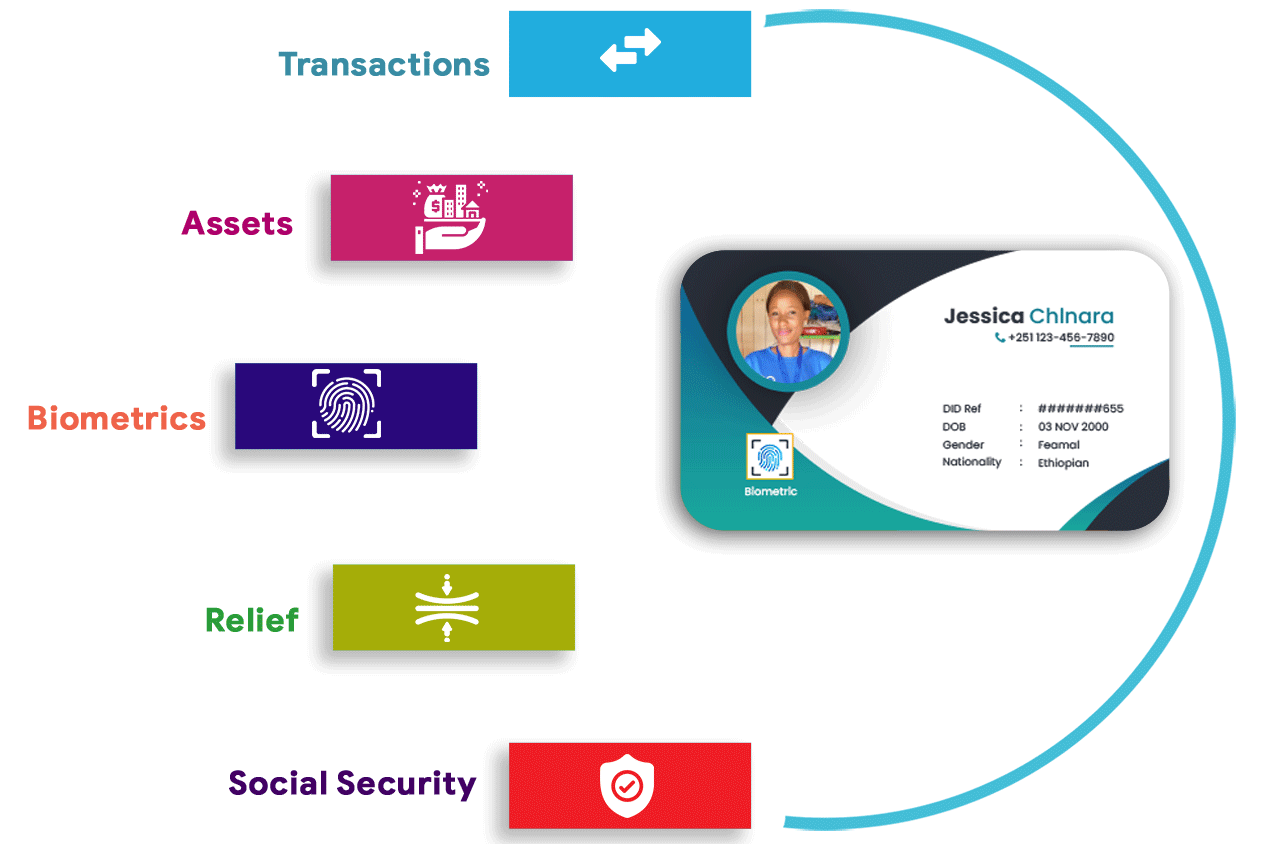 Transactions
Assets
Biometrics
Relief
Social Security
$
Jessica ChInara
+251 123-456-7890
DID Ref : #######655
DOB : 03 NOV 2000
Gender : Feamal
Nationality : Ethiopian
Biometric